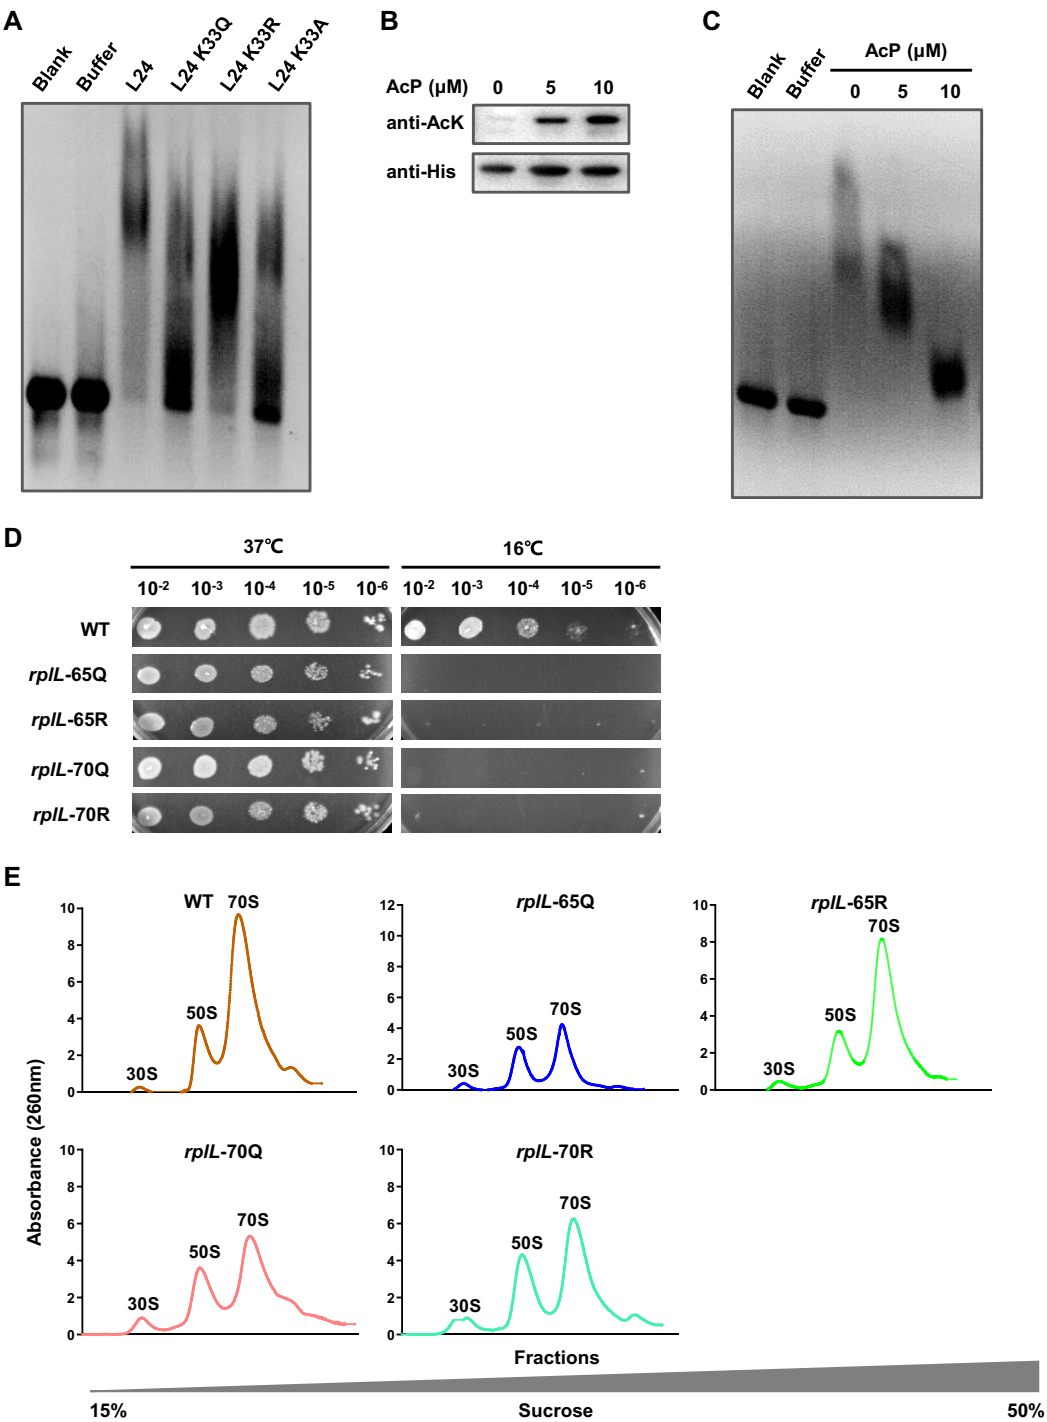 A
Blank
Buffer
L24
L24 K33Q
L24 K33R
L24 K33A
B
AcP (µM) 0 5 10
anti-AcK
anti-His
C
Blank
Buffer
AcP (µM)
0 5 10
D
37℃ 16℃
10-2 10-3 10-4 10-5 10-6 10-2 10-3 10-4 10-5 10-6
WT
rplL-65Q
rplL-65R
rplL-70Q
rplL-70R
E
Absorbance (260nm)
WT
10
8
6
4
2
0
30S
50S
70S
rplL-65Q
12
10
8
6
4
2
0
30S
50S
70S
rplL-65R
10
8
6
4
2
0
30S
50S
70S
rplL-70Q
10
8
6
4
2
0
30S
50S
70S
rplL-70R
10
8
6
4
2
0
30S
50S
70S
Fractions
15% Sucrose 50%